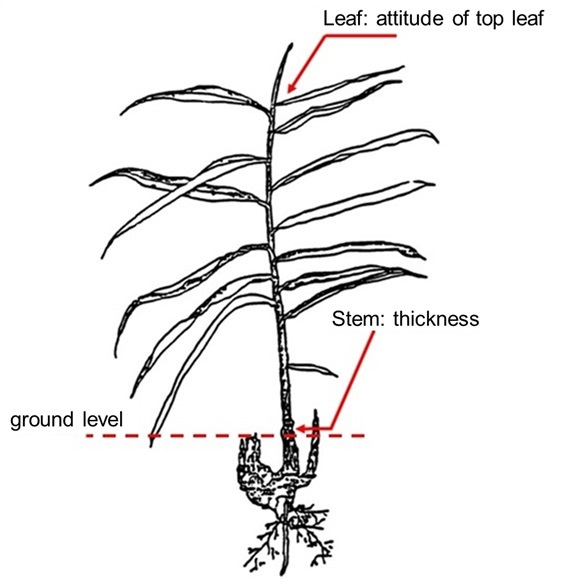 Leaf: attitude of top leaf
Stem: thickness
ground level